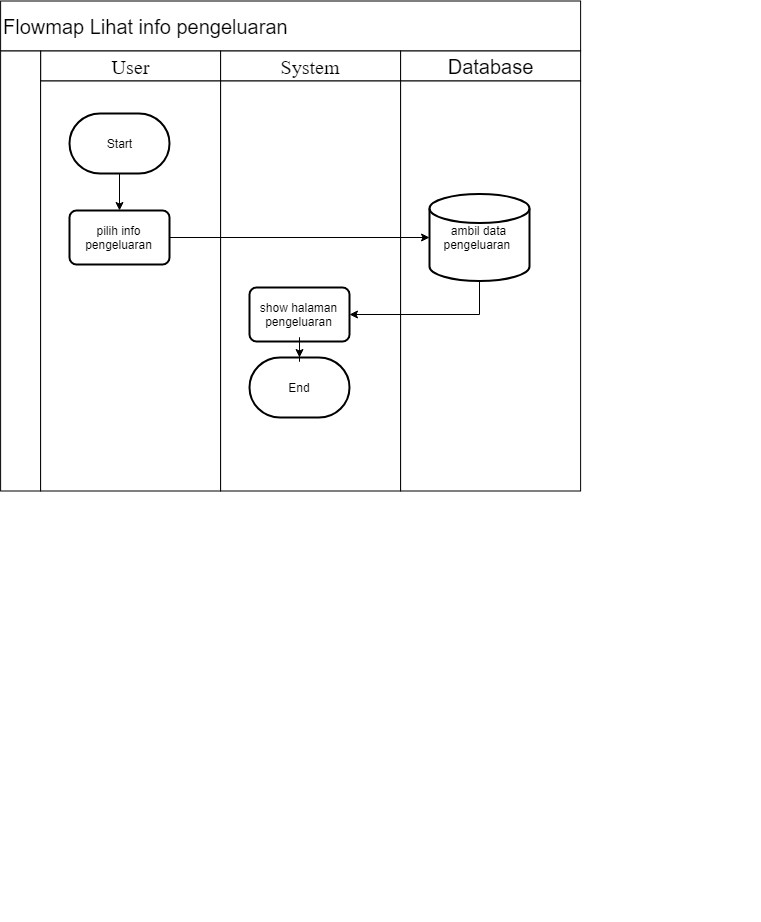 Flowmap Lihat info pengeluaran
User
System
Database
Start
pilih info
pengeluaran
ambil data
pengeluaran
show halaman
pengeluaran
End